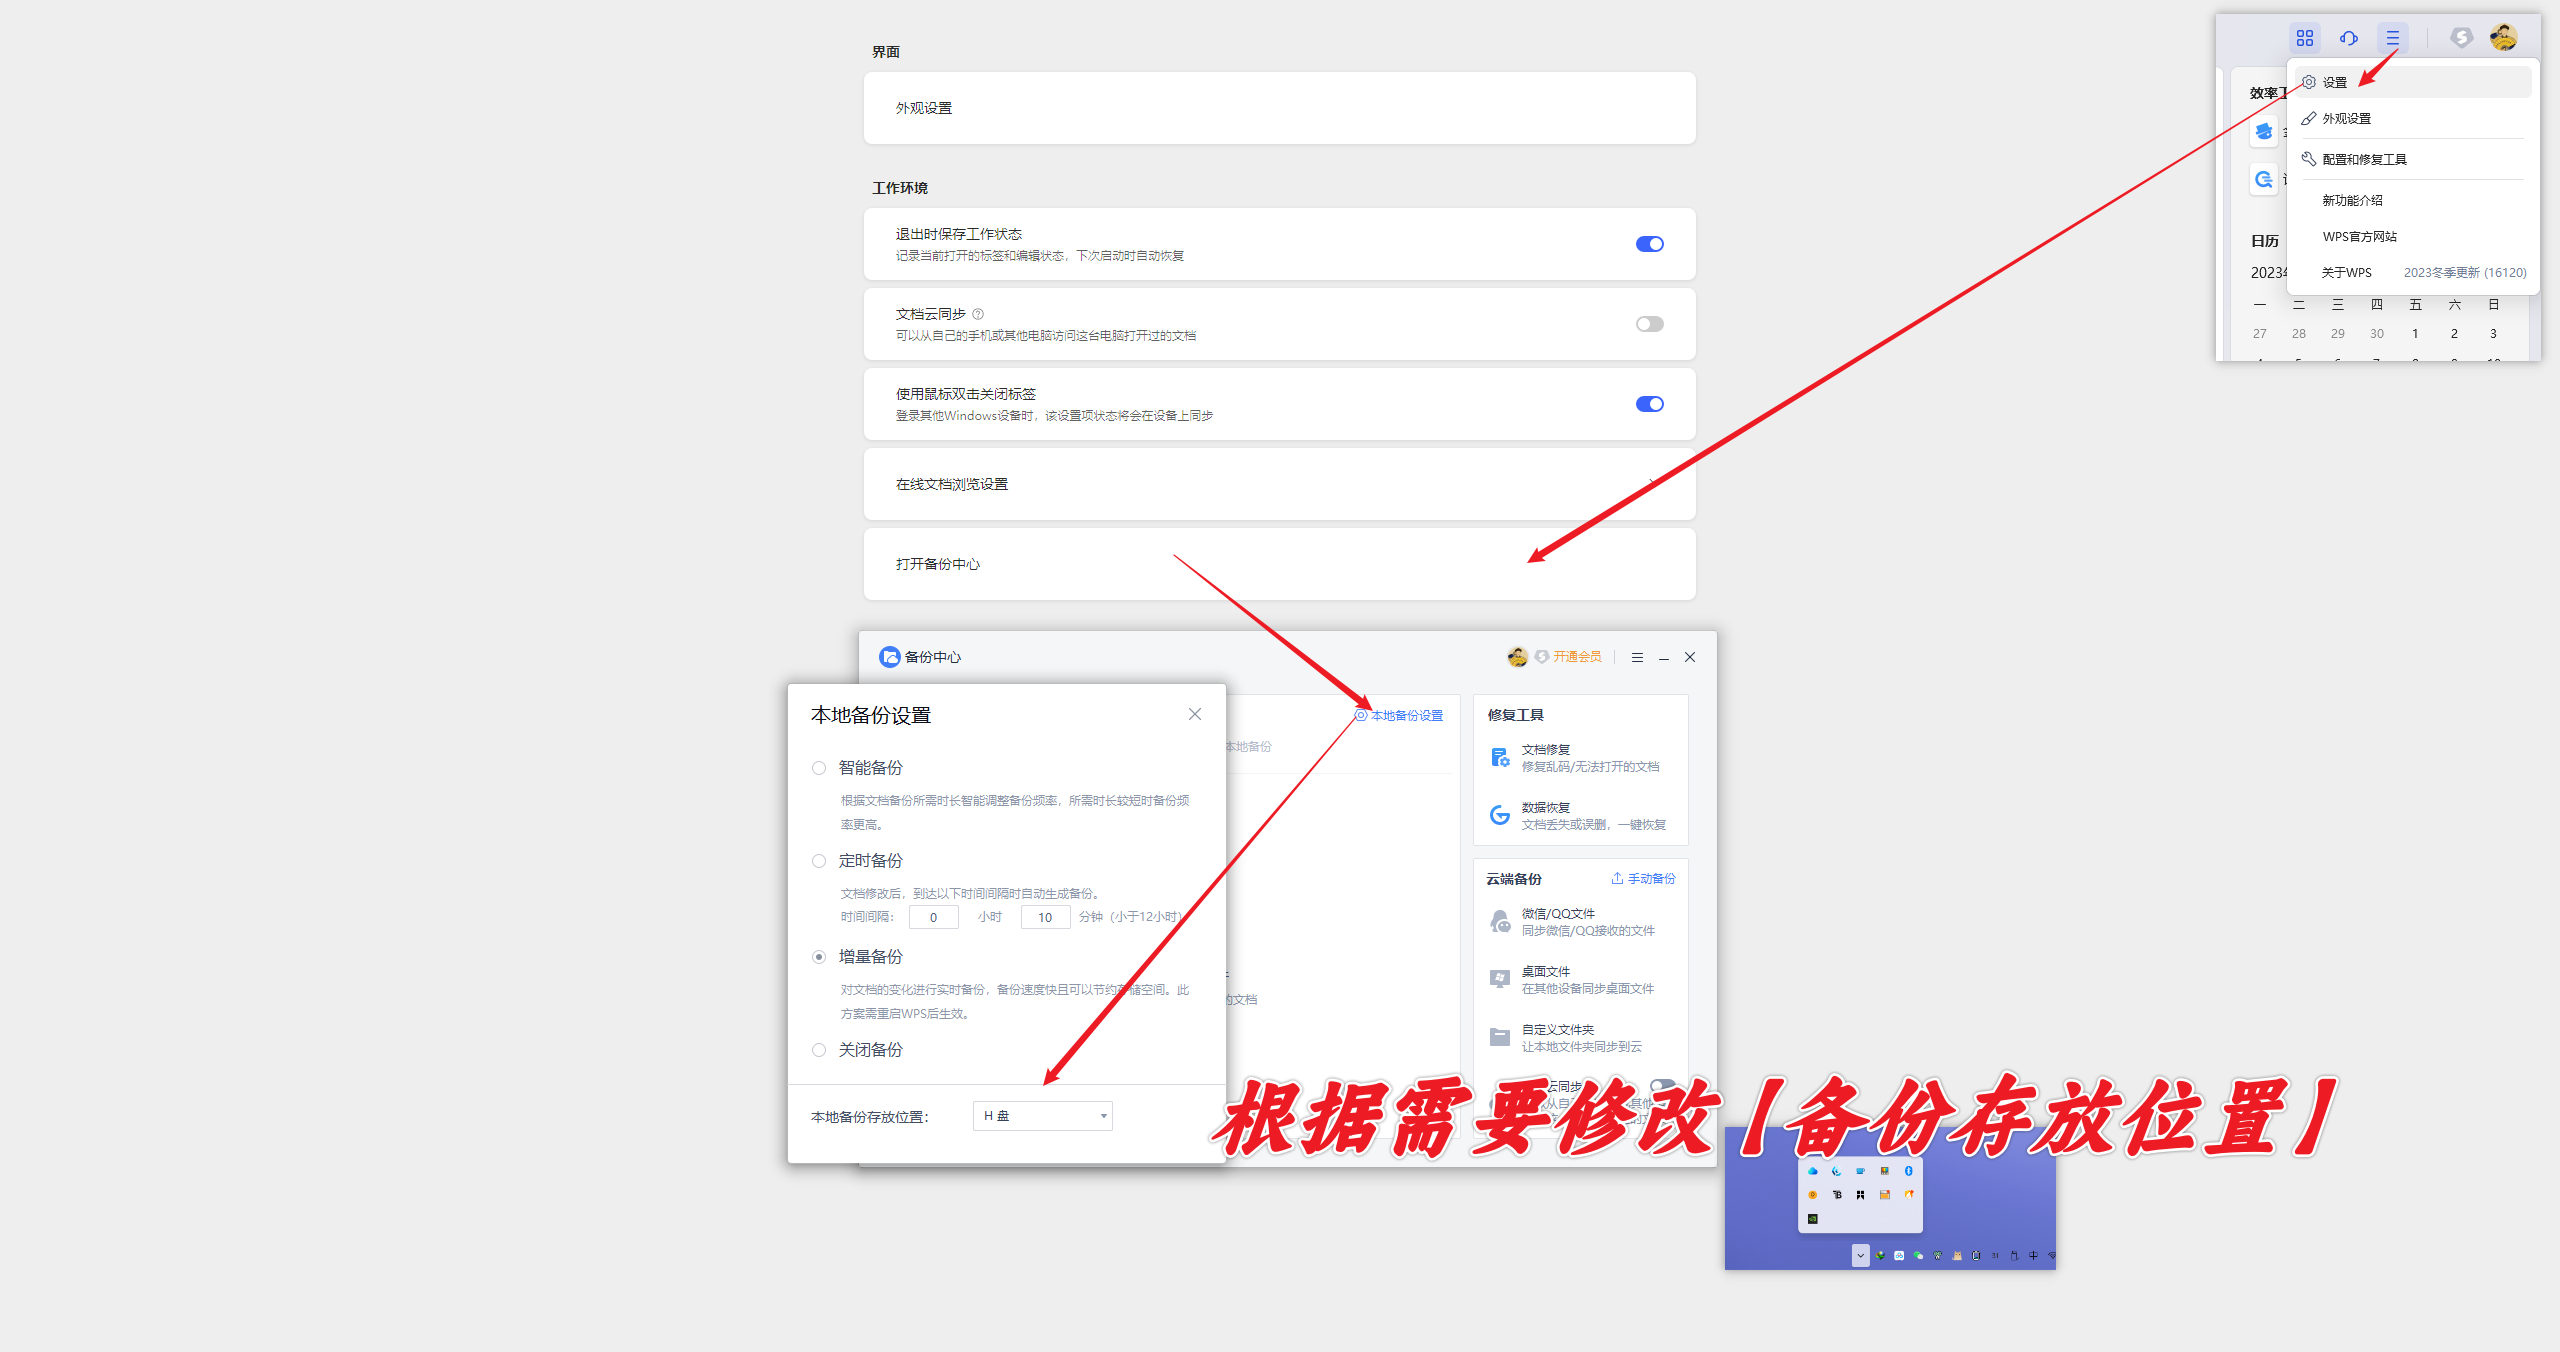 界面
外观设置
工作环境
退出时保存工作状态
记录当前打开的标签和编辑状态，下次启动时自动恢复
文档云同步
可以从自己的手机或其他电脑访问这台电脑打开过的文档
使用鼠标双击关闭标签
登录其他Windows设备时，该设置项状态将会在设备上同步
在线文档浏览设置
打开备份中心
设置
外观设置
配置和修复工具
新功能介绍
WPS官方网站
关于WPS 2023冬季更新 (16120)
效率
日历
2023
一 二 三 四 五 六 日
27 28 29 30 1 2 3
备份中心
开通会员
本地备份设置
本地备份
的文档
修复工具
文档修复
修复乱码/无法打开的文档
数据恢复
文档丢失或误删，一键恢复
云端备份 手动备份
微信/QQ文件
同步微信/QQ接收的文件
桌面文件
在其他设备同步桌面文件
自定义文件夹
让本地文件夹同步到云
云同步
本地备份设置
智能备份
根据文档备份所需时长智能调整备份频率，所需时长较短时备份频
率更高。
定时备份
文档修改后，到达以下时间间隔时自动生成备份。
时间间隔： 0 小时 10 分钟（小于12小时）
增量备份
对文档的变化进行实时备份，备份速度快且可以节约存储空间。此
方案需重启WPS后生效。
关闭备份
本地备份存放位置： H 盘
根据需要修改【备份存放位置】
中